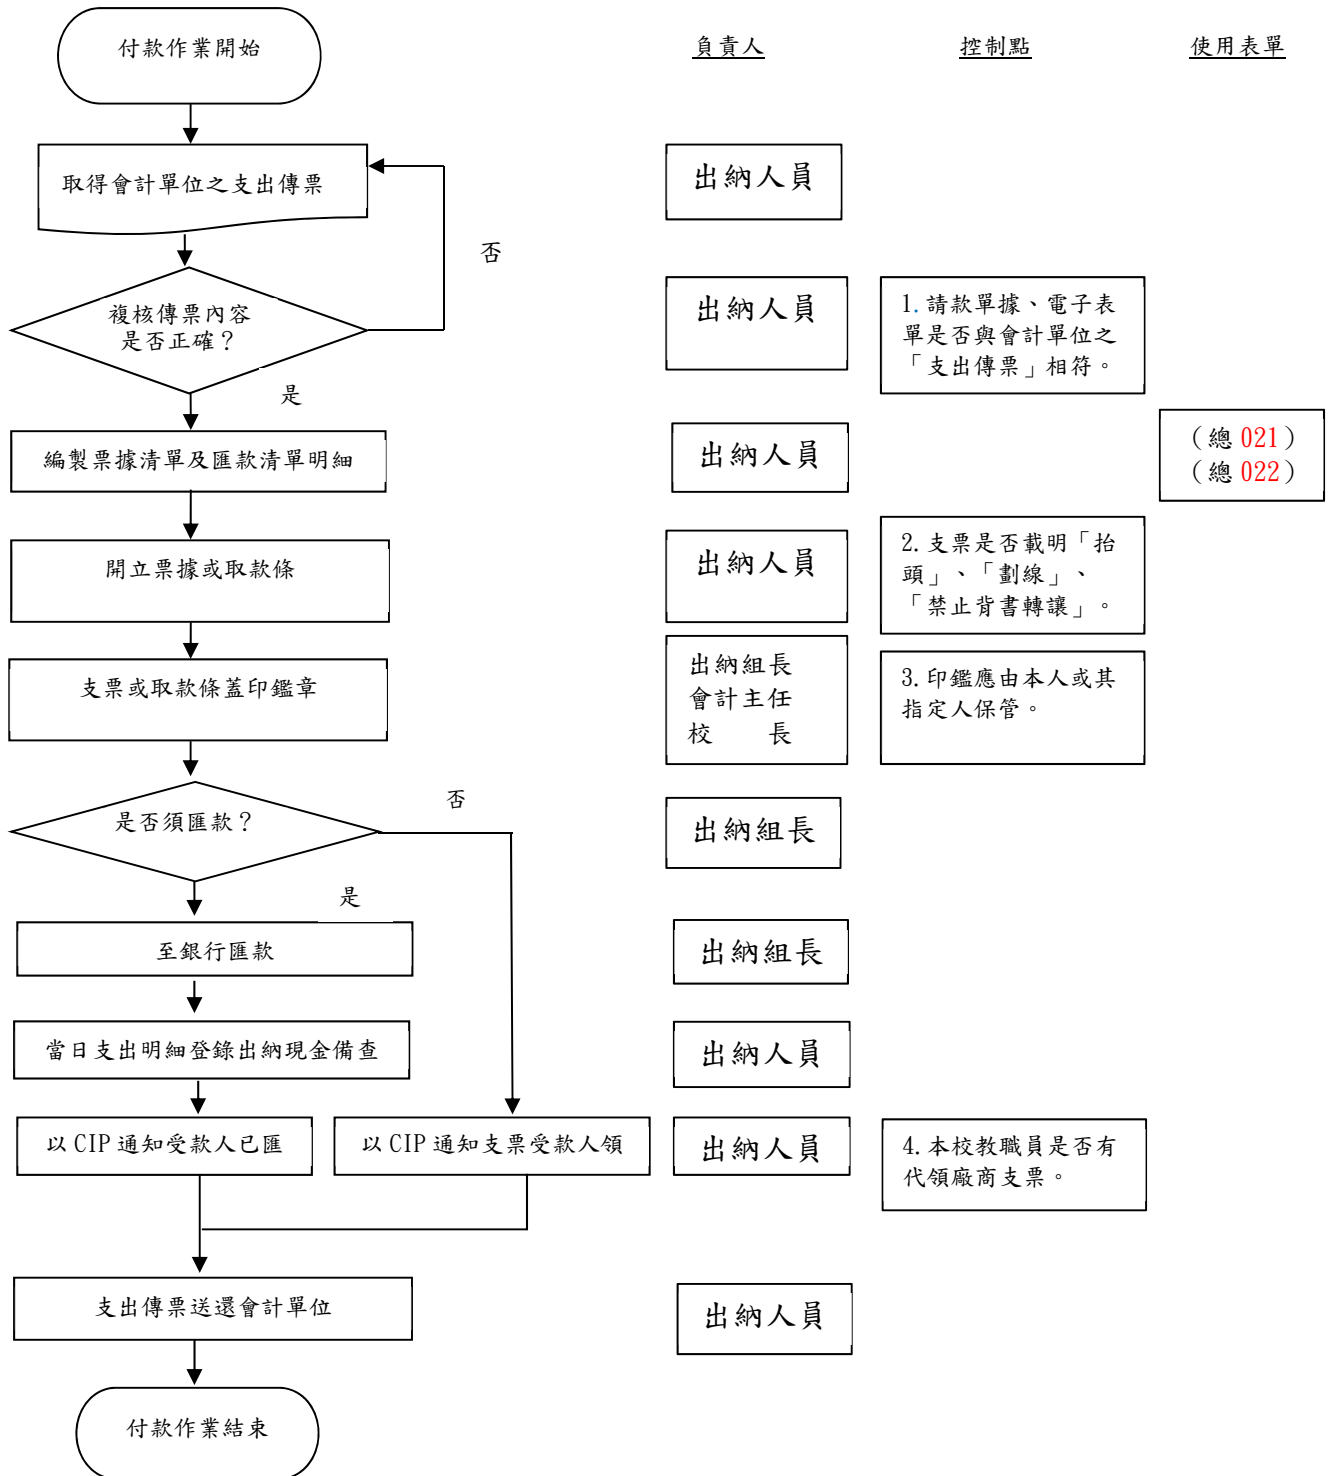 付款作業開始
負責人
控制點
使用表單
取得會計單位之支出傳票
出納人員
否
複核傳票內容
是否正確？
出納人員
1.請款單據、電子表
單是否與會計單位之
「支出傳票」相符。
是
編製票據清單及匯款清單明細
出納人員
（總 021）
（總 022）
開立票據或取款條
出納人員
2.支票是否載明「抬
頭」、「劃線」、
「禁止背書轉讓」。
支票或取款條蓋印鑑章
出納組長
會計主任
校　　長
3.印鑑應由本人或其
指定人保管。
是否須匯款？
否
出納組長
是
至銀行匯款
出納組長
當日支出明細登錄出納現金備查
出納人員
以 CIP 通知受款人已匯
以 CIP 通知支票受款人領
出納人員
4.本校教職員是否有
代領廠商支票。
支出傳票送還會計單位
出納人員
付款作業結束